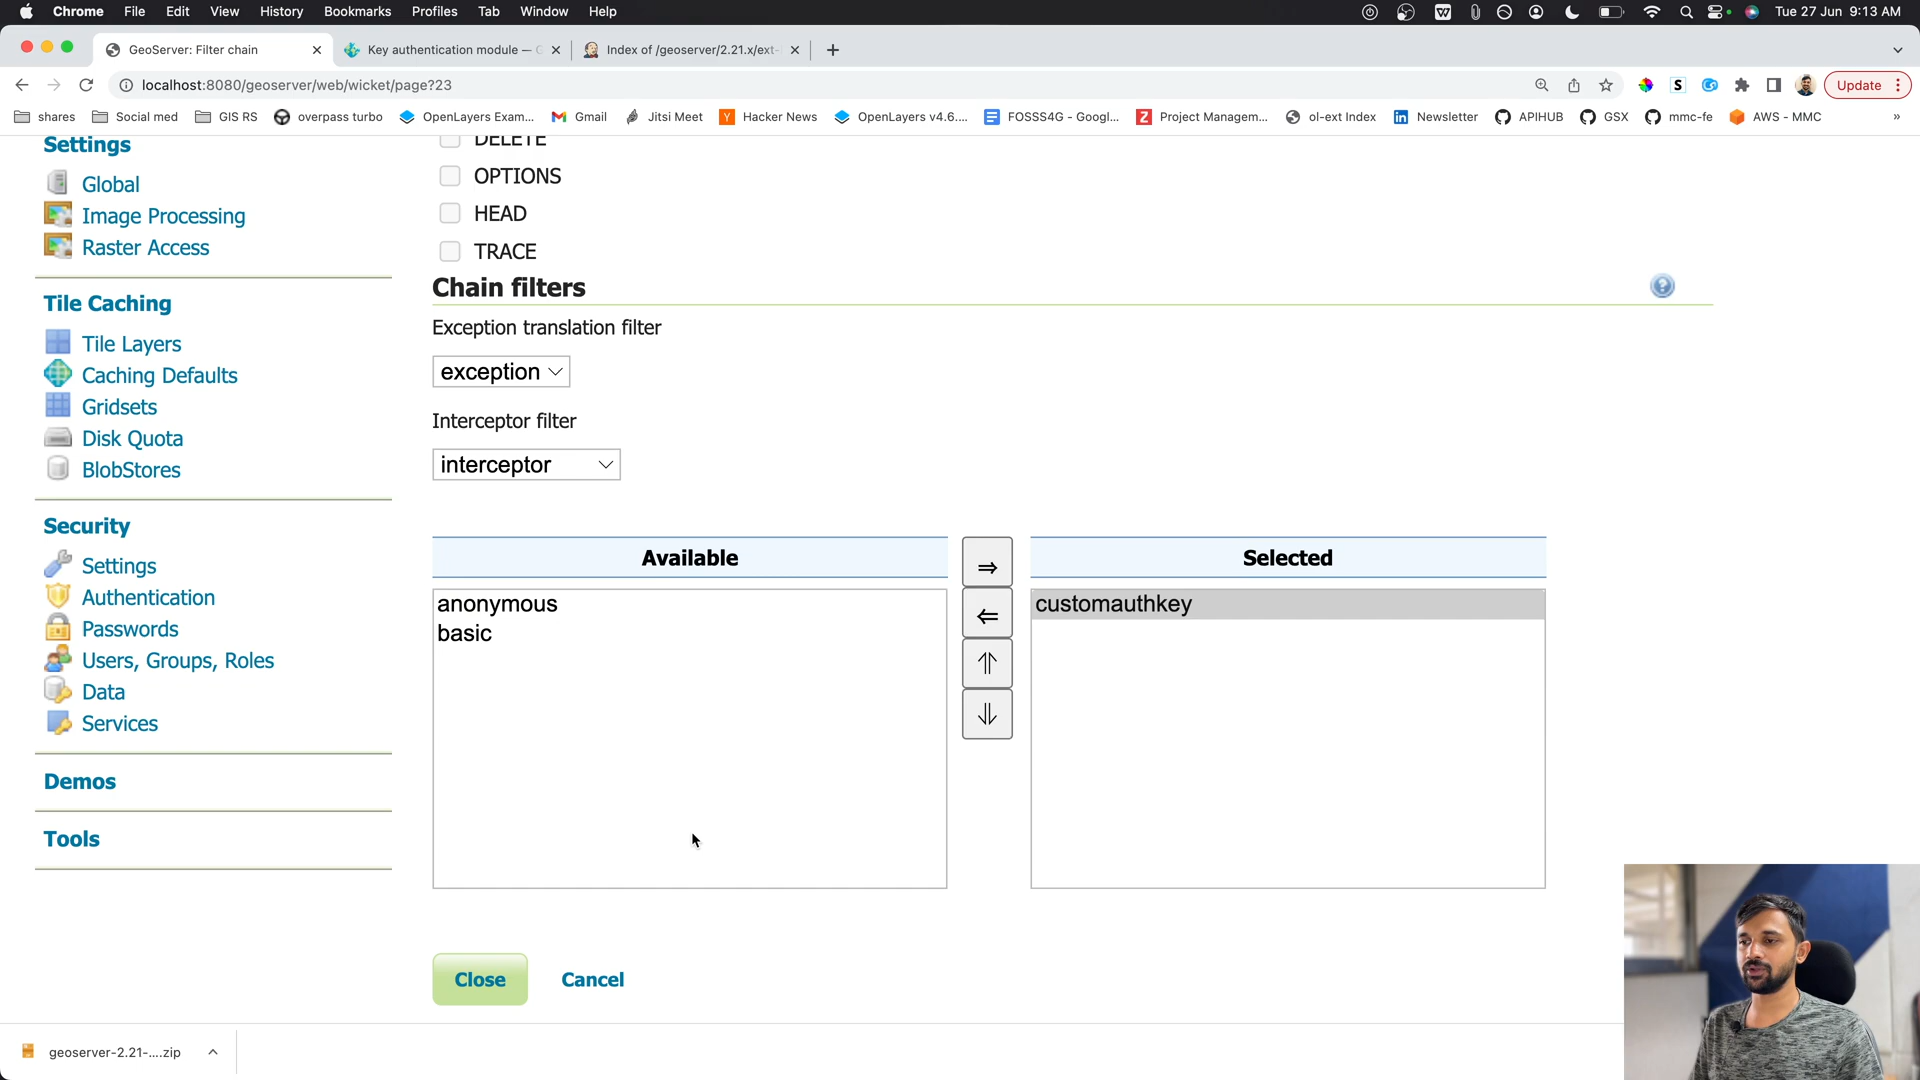 Chrome File Edit View History Bookmarks Profiles Tab Window Help Tue 27 Jun 9:13 AM
GeoServer: Filter chain Key authentication module — G Index of /geoserver/2.21.x/ext-
localhost:8080/geoserver/web/wicket/page?23 Update
shares Social med GIS RS overpass turbo OpenLayers Exam... Gmail Jitsi Meet Hacker News OpenLayers v4.6.... FOSSS4G - Googl... Project Managem... ol-ext Index Newsletter APIHUB GSX mmc-fe AWS - MMC »
Settings
Global
Image Processing
Raster Access
Tile Caching
Tile Layers
Caching Defaults
Gridsets
Disk Quota
BlobStores
Security
Settings
Authentication
Passwords
Users, Groups, Roles
Data
Services
Demos
Tools
DELETE
OPTIONS
HEAD
TRACE
Chain filters
Exception translation filter
exception
Interceptor filter
interceptor
Available
anonymous
basic
⇒
⇐
⇑
⇓
Selected
customauthkey
Close Cancel
geoserver-2.21-....zip